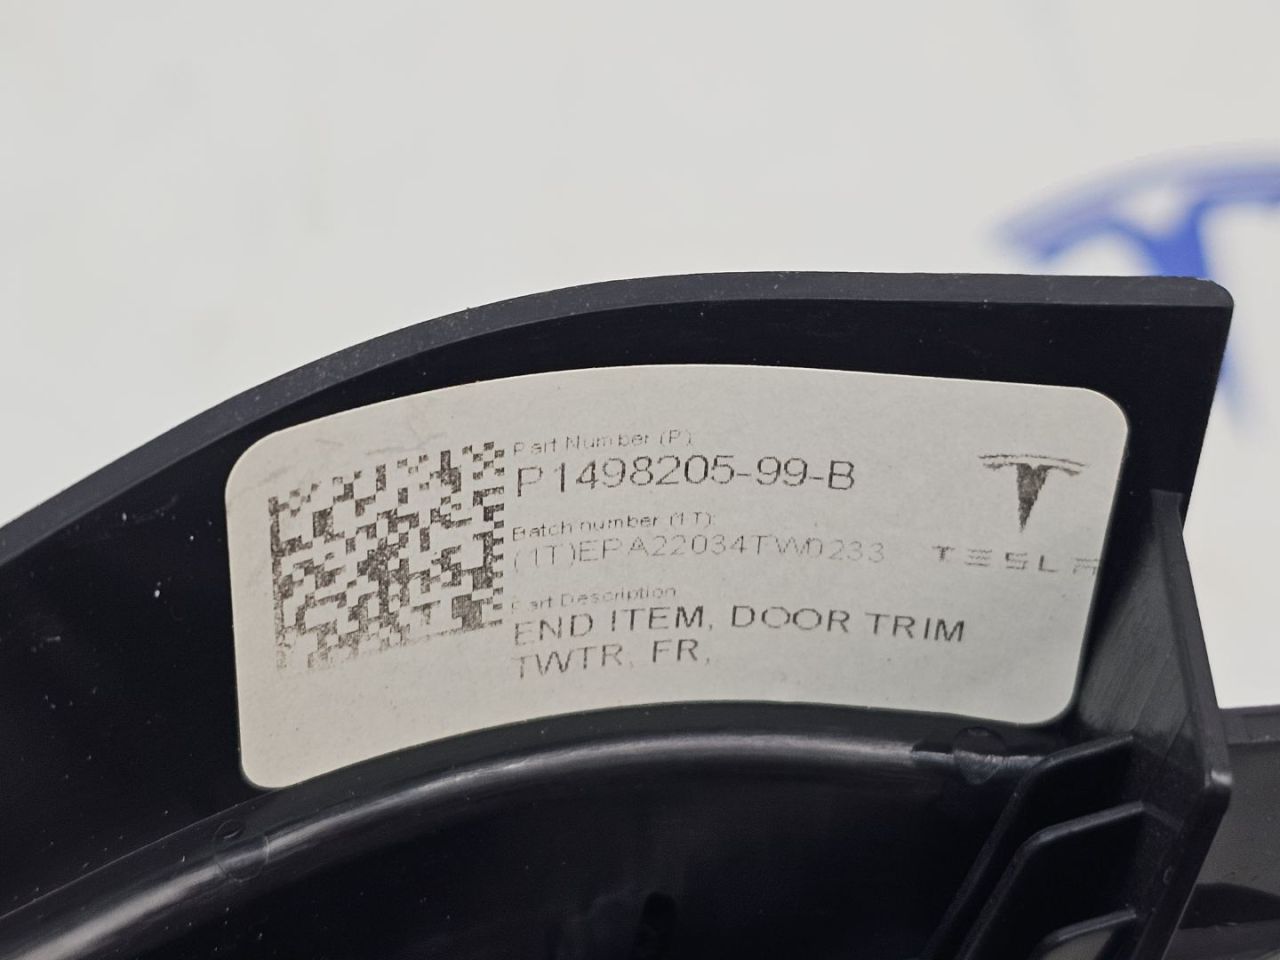 Part Number (P)
P1498205-99-B
Batch number (1T):
(1T)EPA22034TW0233
Part Description
END ITEM, DOOR TRIM
TWTR, FR,
TESLA